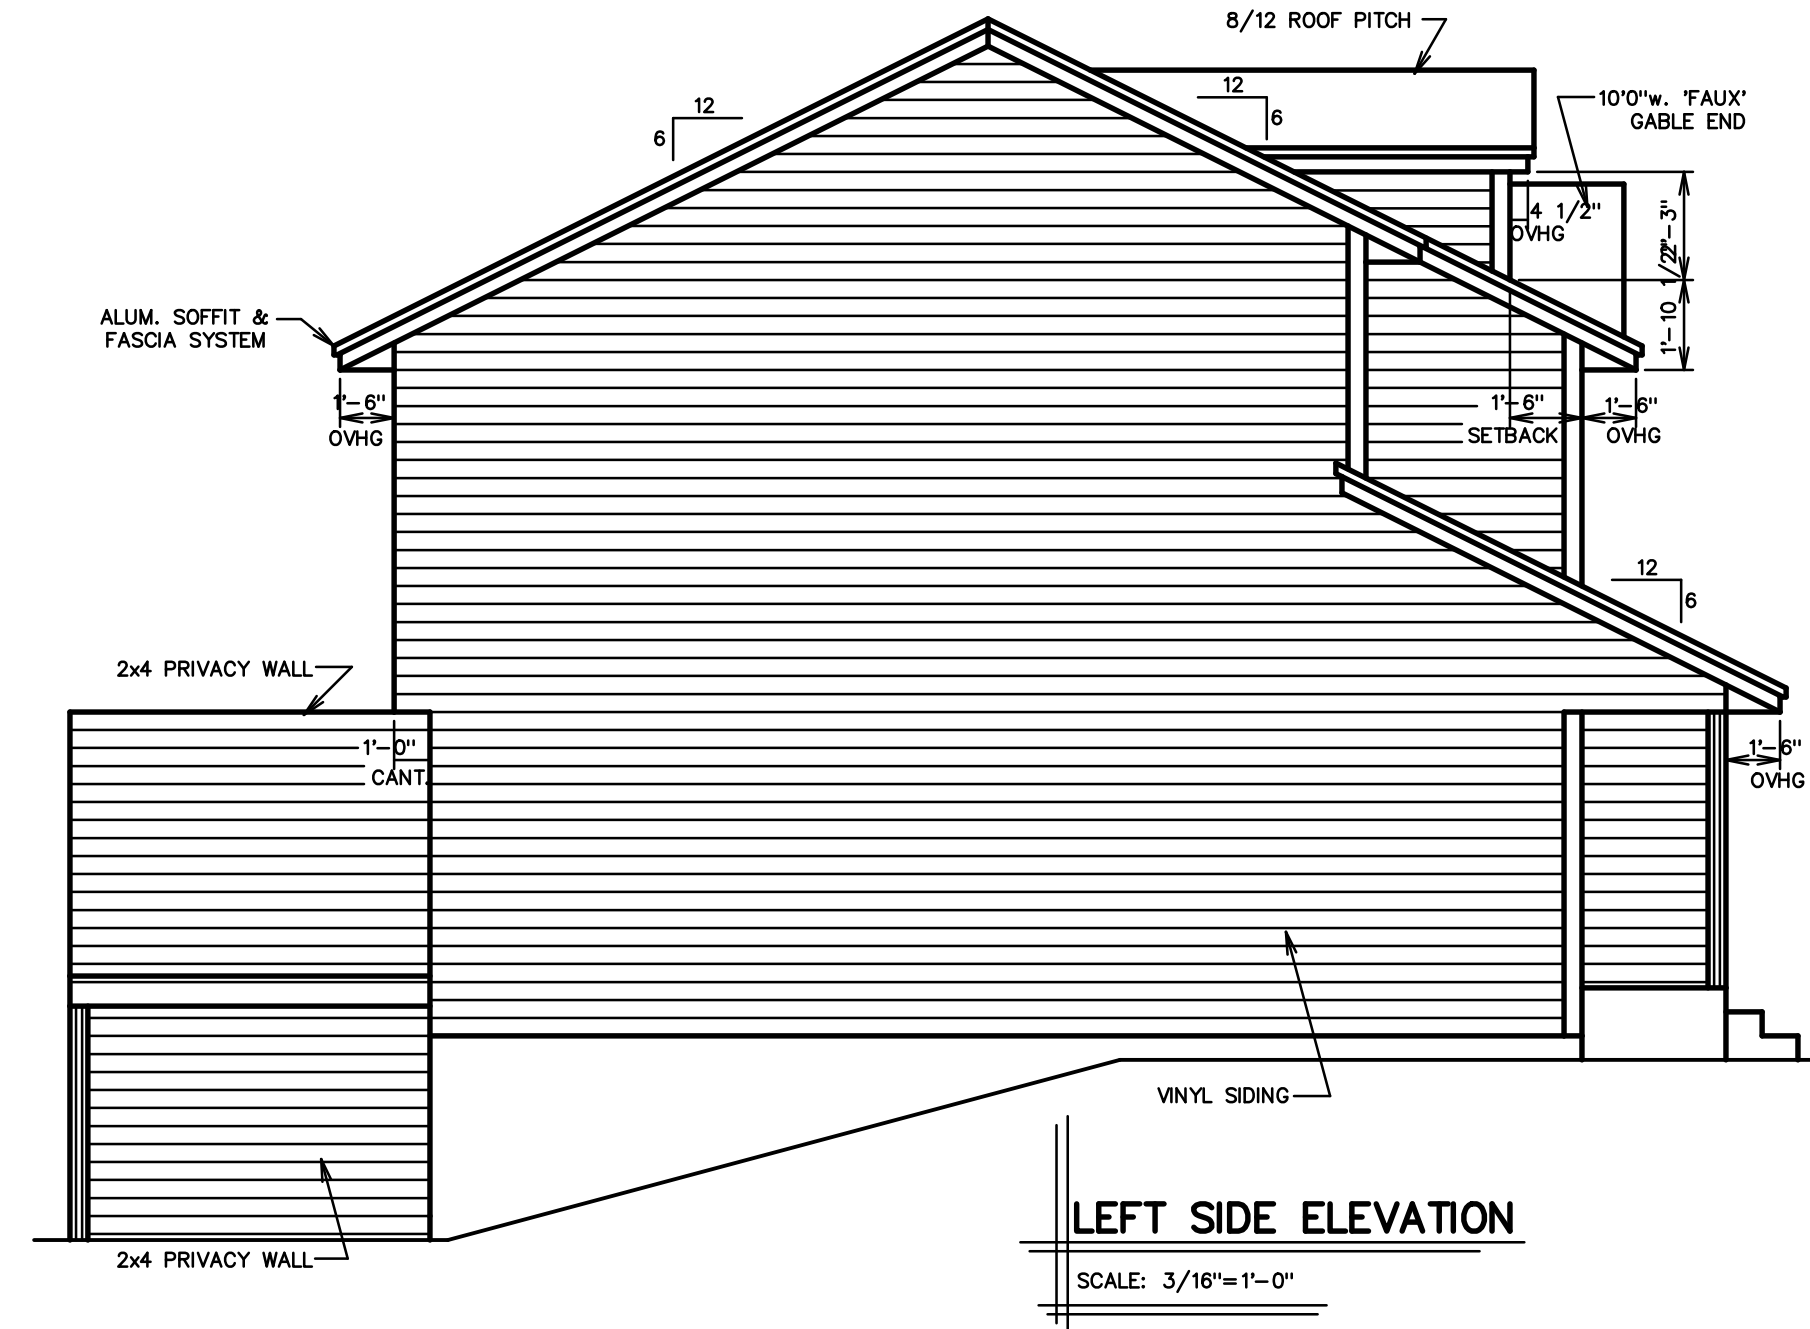 8/12 ROOF PITCH
12
6
12
6
10'0"w. 'FAUX'
GABLE END
4 1/2"
OVHG
2'-3"
1'-10 1/2"
ALUM. SOFFIT &
FASCIA SYSTEM
1'-6"
OVHG
1'-6"
SETBACK
1'-6"
OVHG
12
6
2x4 PRIVACY WALL
1'-0"
CANT.
1'-6"
OVHG
VINYL SIDING
2x4 PRIVACY WALL
LEFT SIDE ELEVATION
SCALE: 3/16"=1'-0"